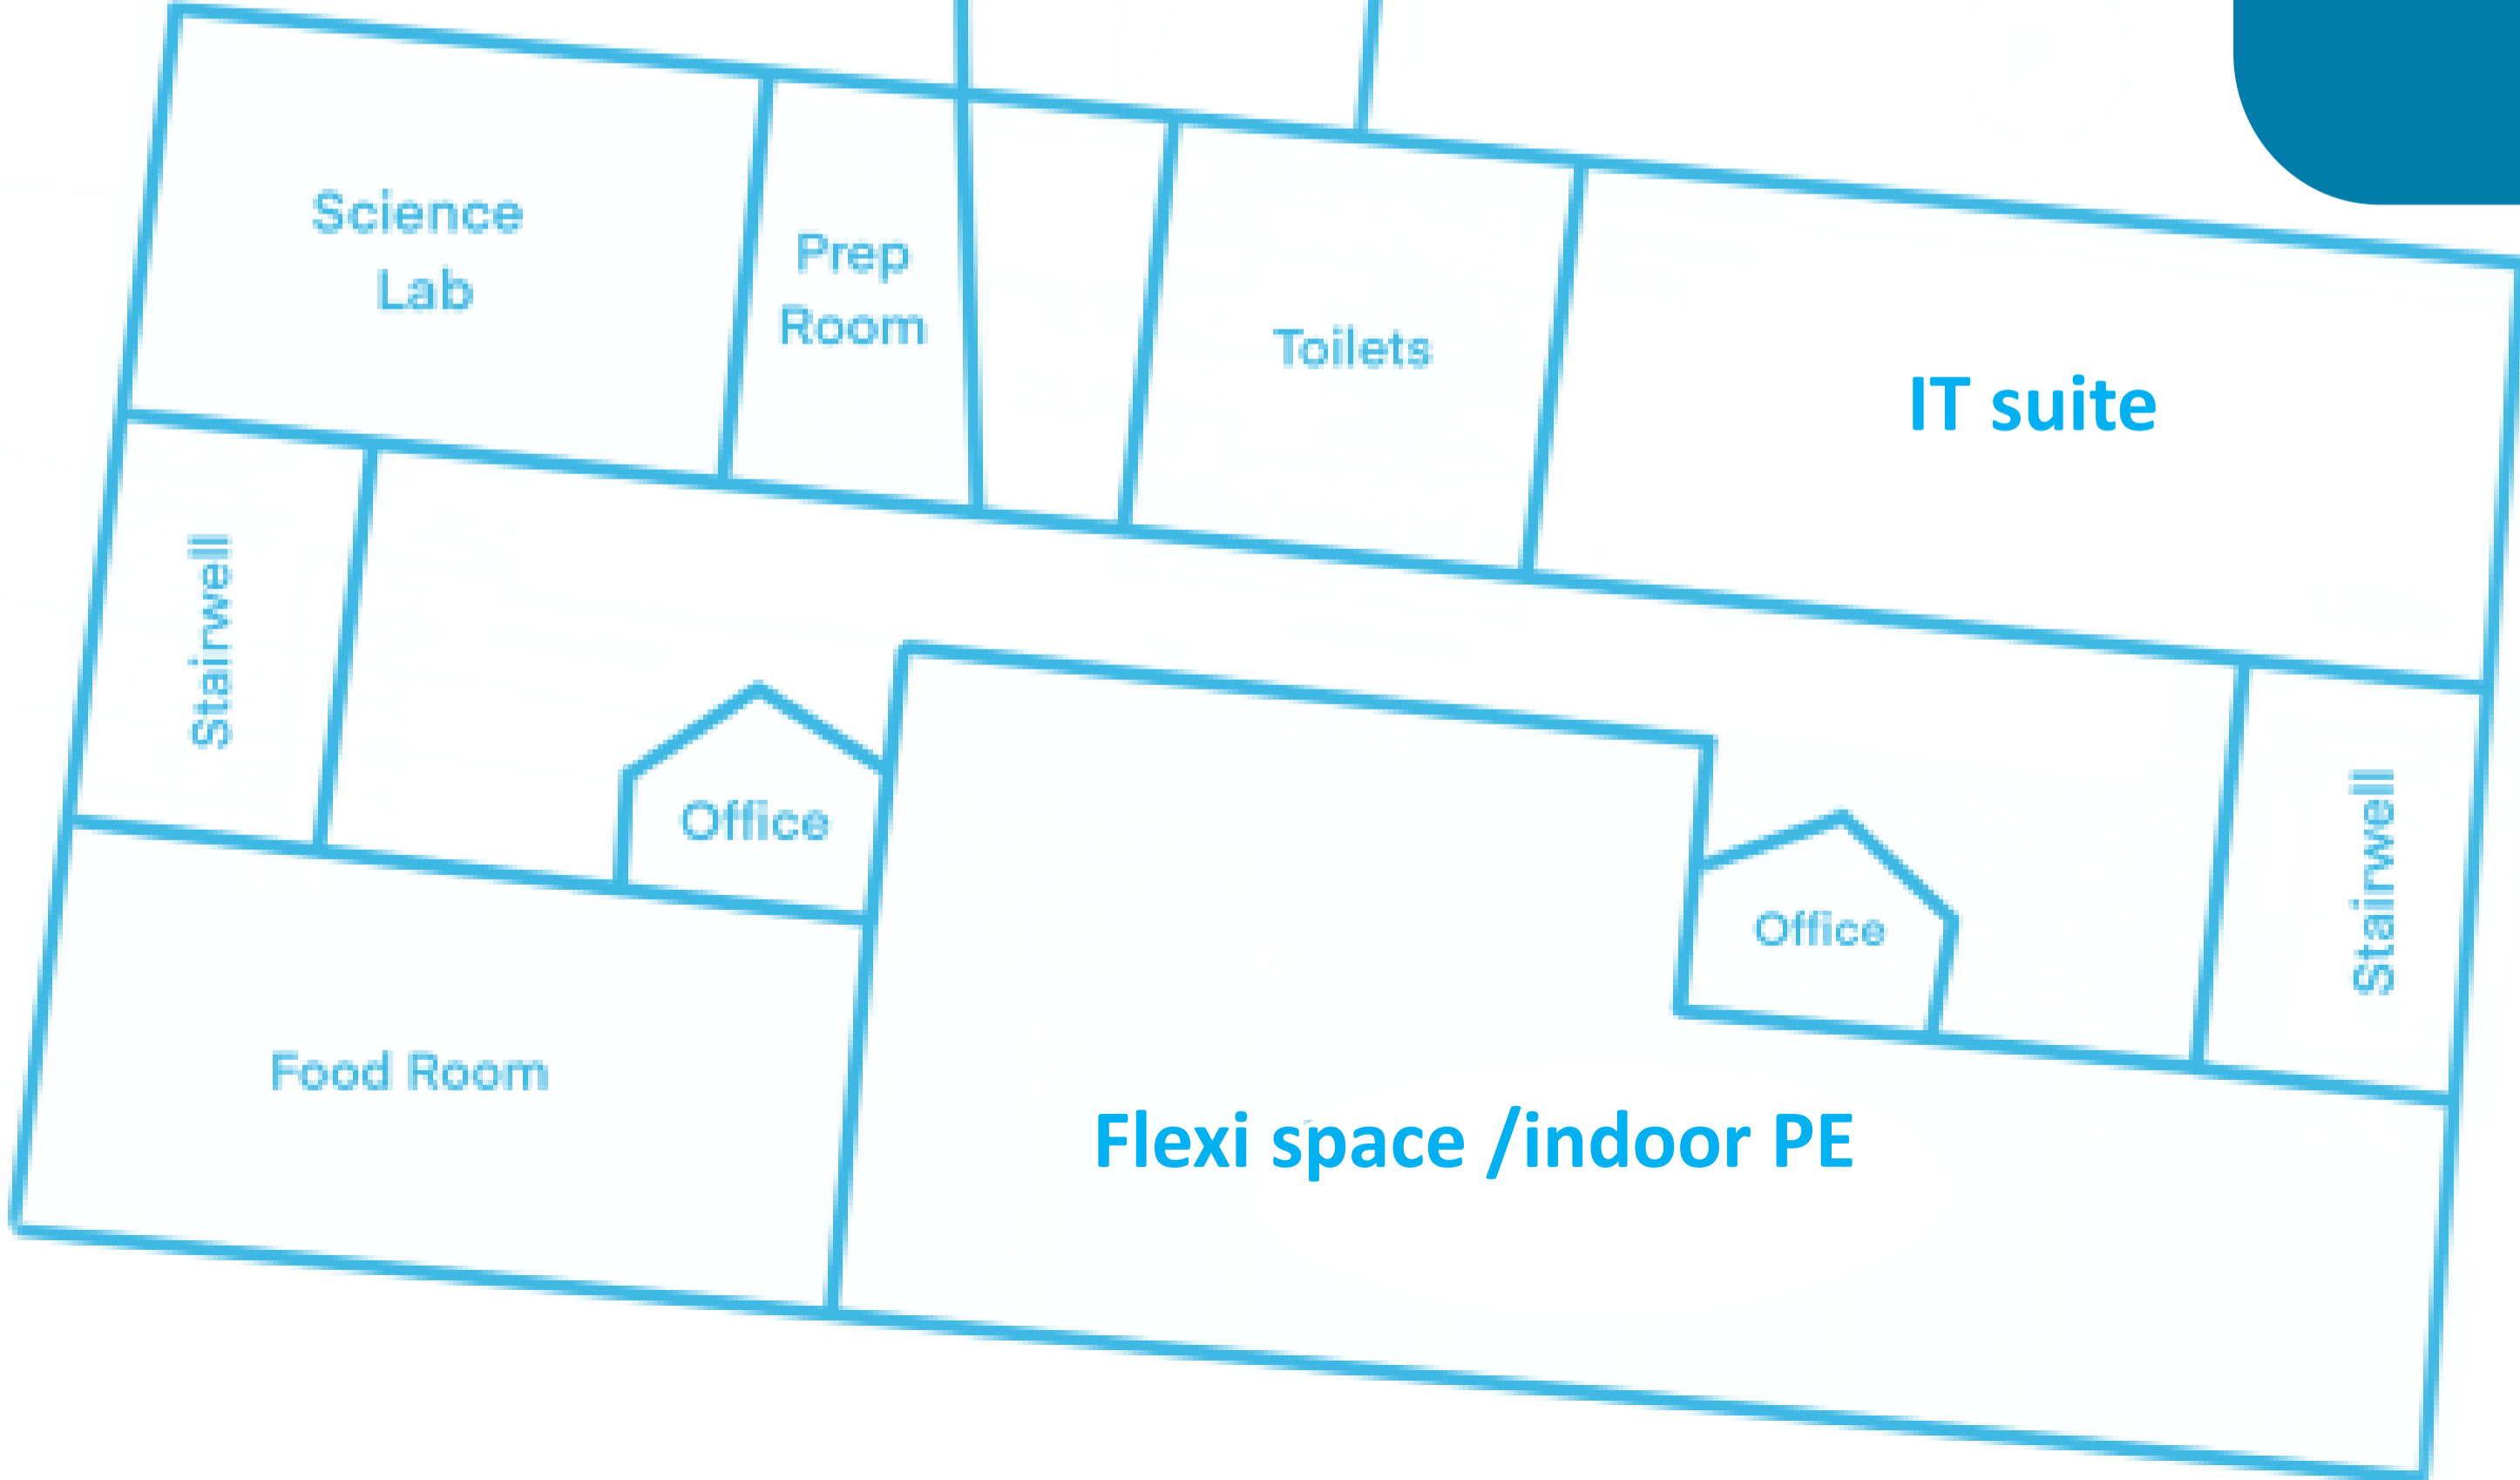 Science
Lab
Prep
Room
Toilets
IT suite
Stairwell
Office
Office
Stairwell
Food Room
Flexi space /indoor PE